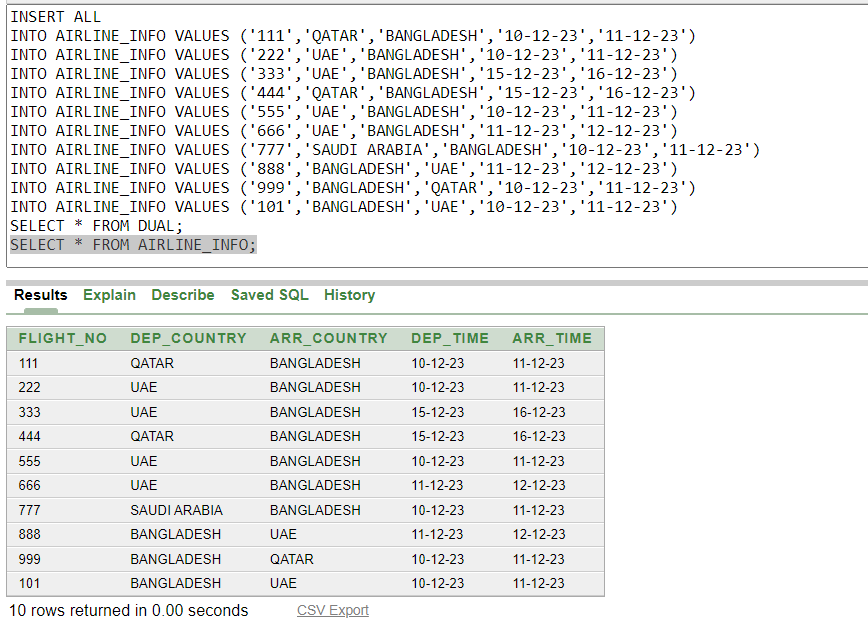 INSERT ALL
INTO AIRLINE_INFO VALUES ('111','QATAR','BANGLADESH','10-12-23','11-12-23')
INTO AIRLINE_INFO VALUES ('222','UAE','BANGLADESH','10-12-23','11-12-23')
INTO AIRLINE_INFO VALUES ('333','UAE','BANGLADESH','15-12-23','16-12-23')
INTO AIRLINE_INFO VALUES ('444','QATAR','BANGLADESH','15-12-23','16-12-23')
INTO AIRLINE_INFO VALUES ('555','UAE','BANGLADESH','10-12-23','11-12-23')
INTO AIRLINE_INFO VALUES ('666','UAE','BANGLADESH','11-12-23','12-12-23')
INTO AIRLINE_INFO VALUES ('777','SAUDI ARABIA','BANGLADESH','10-12-23','11-12-23')
INTO AIRLINE_INFO VALUES ('888','BANGLADESH','UAE','11-12-23','12-12-23')
INTO AIRLINE_INFO VALUES ('999','BANGLADESH','QATAR','10-12-23','11-12-23')
INTO AIRLINE_INFO VALUES ('101','BANGLADESH','UAE','10-12-23','11-12-23')
SELECT * FROM DUAL;
SELECT * FROM AIRLINE_INFO;
Results Explain Describe Saved SQL History
FLIGHT_NO DEP_COUNTRY ARR_COUNTRY DEP_TIME ARR_TIME
111 QATAR BANGLADESH 10-12-23 11-12-23
222 UAE BANGLADESH 10-12-23 11-12-23
333 UAE BANGLADESH 15-12-23 16-12-23
444 QATAR BANGLADESH 15-12-23 16-12-23
555 UAE BANGLADESH 10-12-23 11-12-23
666 UAE BANGLADESH 11-12-23 12-12-23
777 SAUDI ARABIA BANGLADESH 10-12-23 11-12-23
888 BANGLADESH UAE 11-12-23 12-12-23
999 BANGLADESH QATAR 10-12-23 11-12-23
101 BANGLADESH UAE 10-12-23 11-12-23
10 rows returned in 0.00 seconds CSV Export